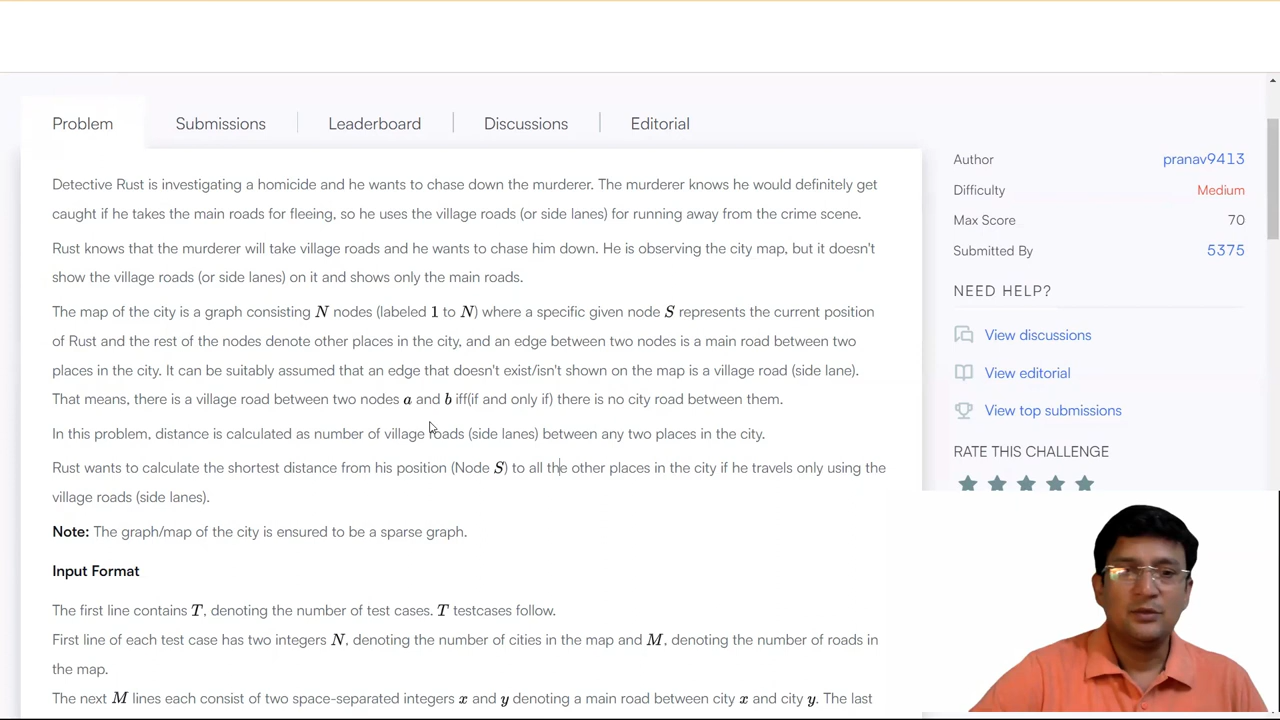 Problem
Submissions
Leaderboard
Discussions
Editorial
Detective Rust is investigating a homicide and he wants to chase down the murderer. The murderer knows he would definitely get
caught if he takes the main roads for fleeing, so he uses the village roads (or side lanes) for running away from the crime scene.
Rust knows that the murderer will take village roads and he wants to chase him down. He is observing the city map, but it doesn't
show the village roads (or side lanes) on it and shows only the main roads.
The map of the city is a graph consisting N nodes (labeled 1 to N) where a specific given node S represents the current position
of Rust and the rest of the nodes denote other places in the city, and an edge between two nodes is a main road between two
places in the city. It can be suitably assumed that an edge that doesn't exist/isn't shown on the map is a village road (side lane).
That means, there is a village road between two nodes a and b iff(if and only if) there is no city road between them.
In this problem, distance is calculated as number of village roads (side lanes) between any two places in the city.
Rust wants to calculate the shortest distance from his position (Node S) to all the other places in the city if he travels only using the
village roads (side lanes).
Note: The graph/map of the city is ensured to be a sparse graph.
Input Format
The first line contains T, denoting the number of test cases. T testcases follow.
First line of each test case has two integers N, denoting the number of cities in the map and M, denoting the number of roads in
the map.
The next M lines each consist of two space-separated integers x and y denoting a main road between city x and city y. The last
Author
pranav9413
Difficulty
Medium
Max Score
70
Submitted By
5375
NEED HELP?
View discussions
View editorial
View top submissions
RATE THIS CHALLENGE